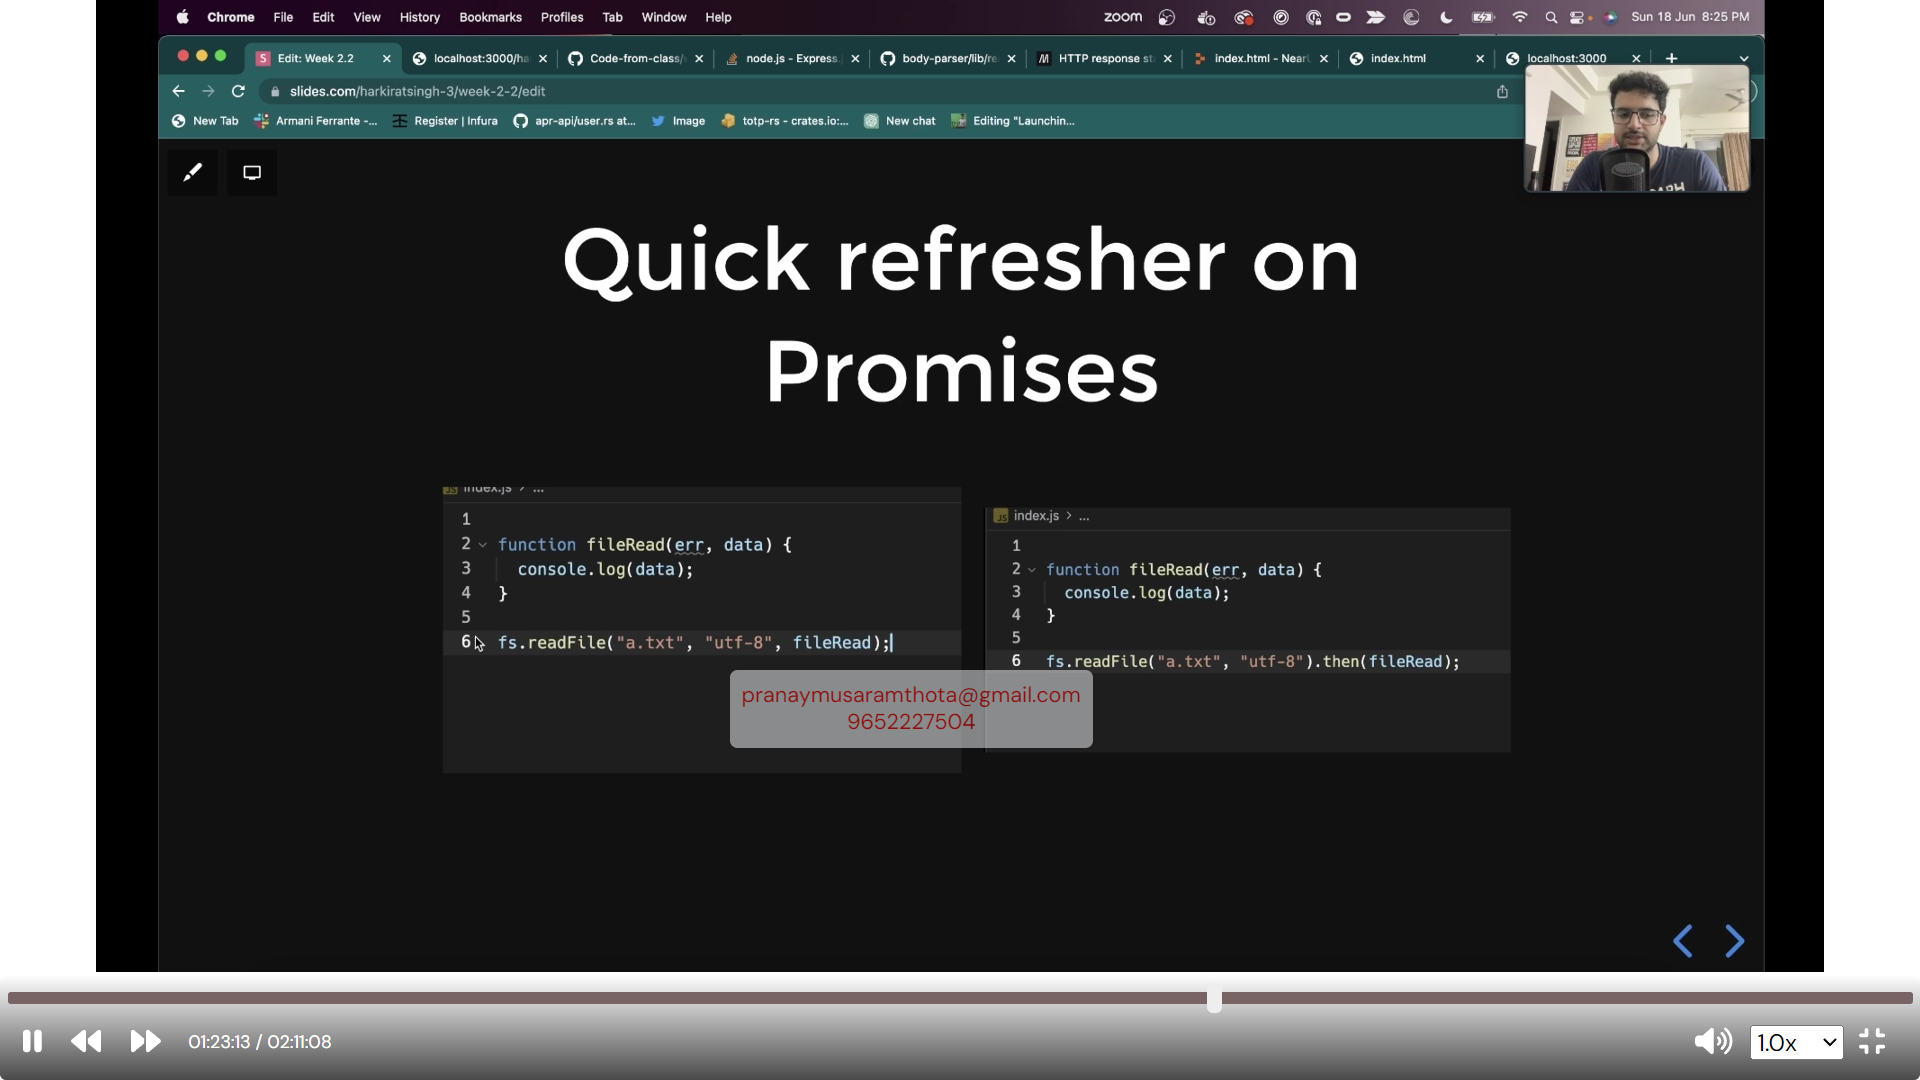 Chrome File Edit View History Bookmarks Profiles Tab Window Help zoom Sun 18 Jun 8:25 PM
Edit: Week 2.2 localhost:3000/ha Code-from-class/ node.js - Express. body-parser/lib/re HTTP response st index.html - Near index.html localhost:3000
slides.com/harkiratsingh-3/week-2-2/edit
New Tab Armani Ferrante -... Register | Infura apr-api/user.rs at... Image totp-rs - crates.io:... New chat Editing "Launchin...
Quick refresher on
Promises
index.js > ...
1
2 function fileRead(err, data) {
3 console.log(data);
4 }
5
6 fs.readFile("a.txt", "utf-8", fileRead);
JS index.js > ...
1
2 function fileRead(err, data) {
3 console.log(data);
4 }
5
6 fs.readFile("a.txt", "utf-8").then(fileRead);
pranaymusaramthota@gmail.com
9652227504
01:23:13 / 02:11:08
1.0x